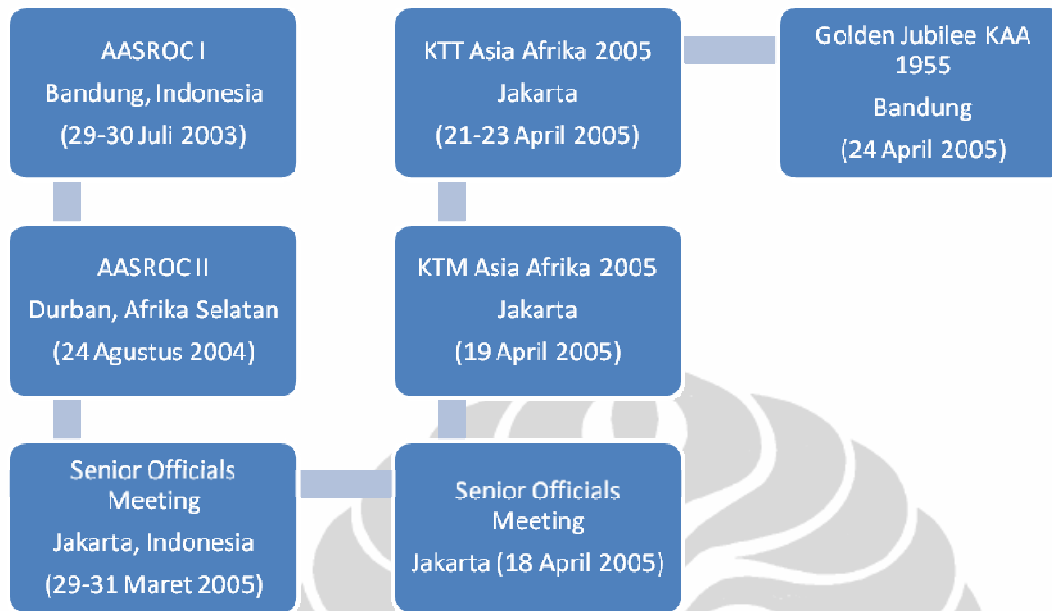 AASROC I
Bandung, Indonesia
(29-30 Juli 2003)
AASROC II
Durban, Afrika Selatan
(24 Agustus 2004)
Senior Officials
Meeting
Jakarta, Indonesia
(29-31 Maret 2005)
Senior Officials
Meeting
Jakarta (18 April 2005)
KTM Asia Afrika 2005
Jakarta
(19 April 2005)
KTT Asia Afrika 2005
Jakarta
(21-23 April 2005)
Golden Jubilee KAA
1955
Bandung
(24 April 2005)